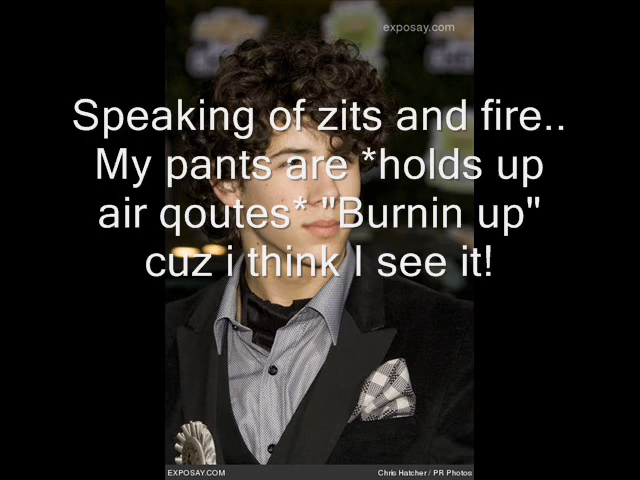 exposay.com
Speaking of zits and fire..
My pants are *holds up
air qoutes* "Burnin up"
cuz i think I see it!
EXPOSAY.COM
Chris Hatcher / PR Photos